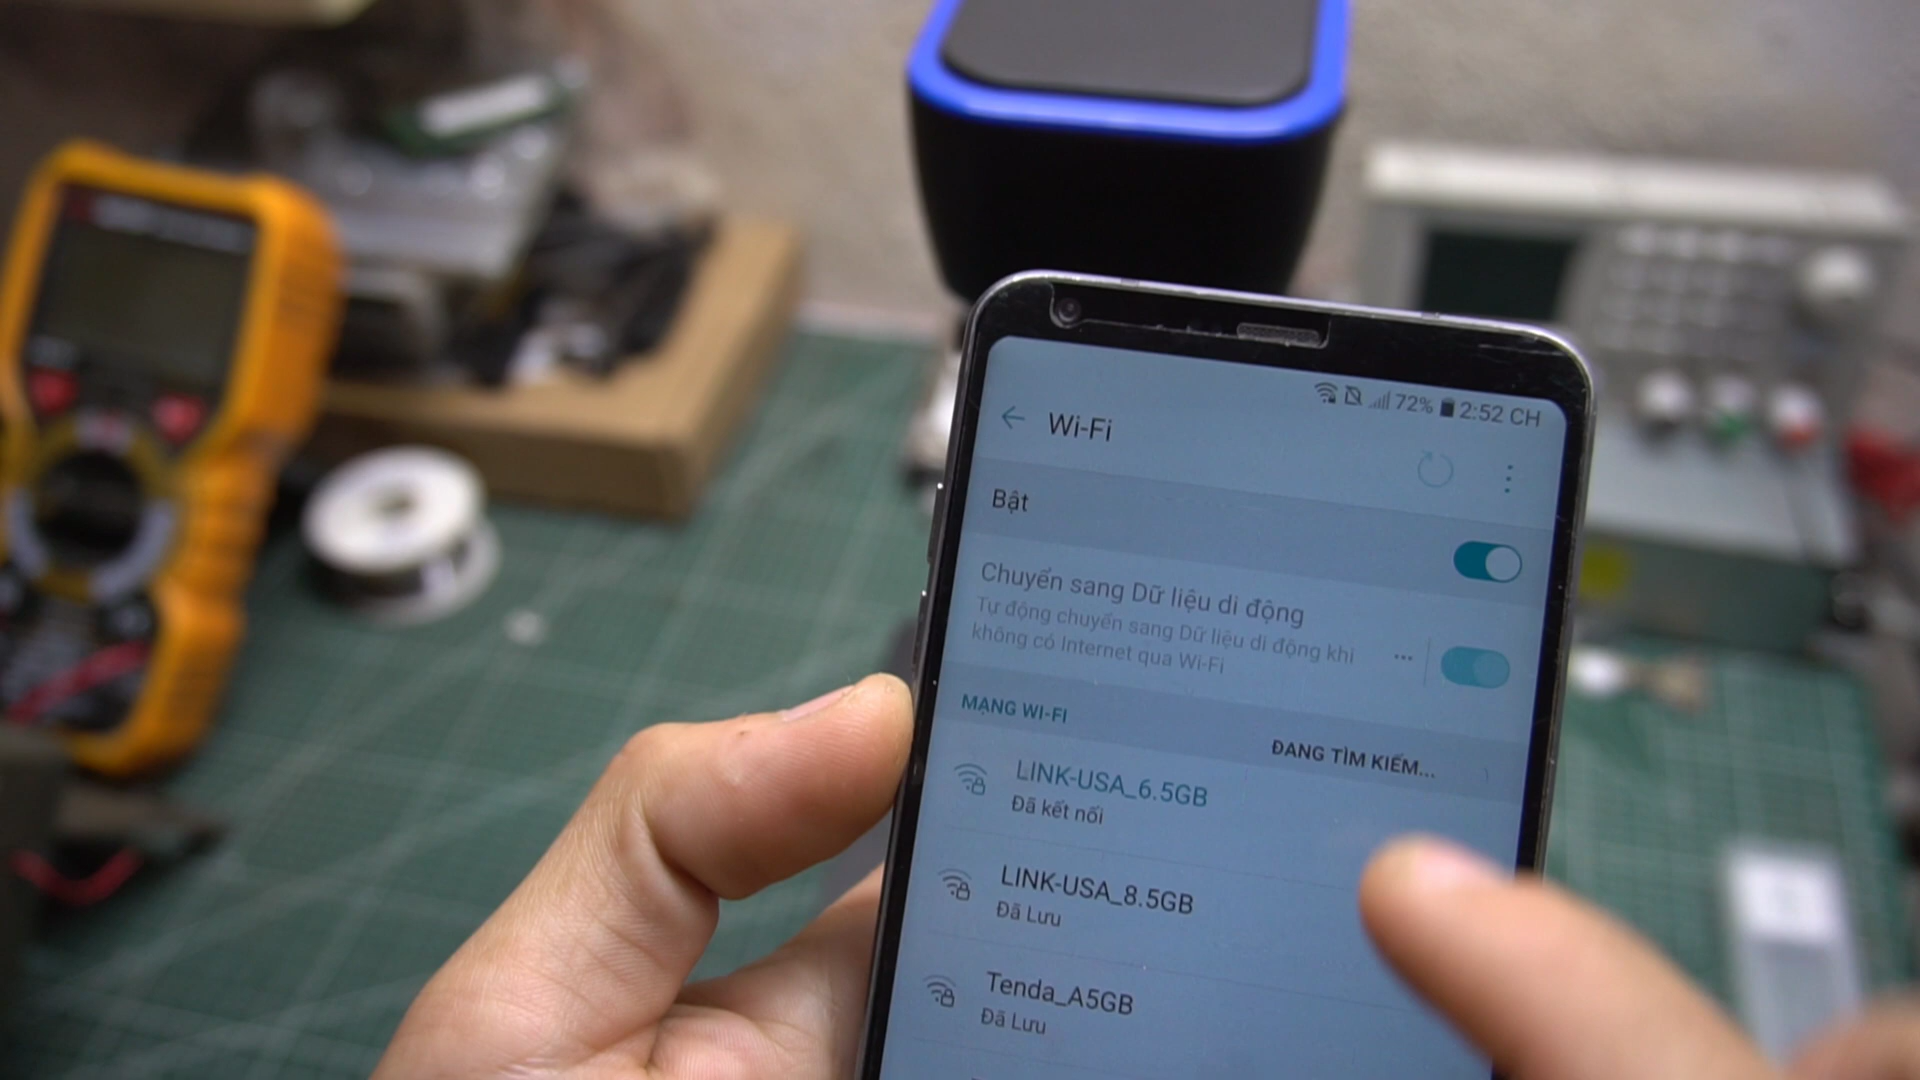 72% 2:52 CH
Wi-Fi
Bật
Chuyển sang Dữ liệu di động
Tự động chuyển sang Dữ liệu di động khi
không có Internet qua Wi-Fi
MẠNG WI-FI
ĐANG TÌM KIẾM...
LINK-USA_6.5GB
Đã kết nối
LINK-USA_8.5GB
Đã Lưu
Tenda_A5GB
Đã Lưu